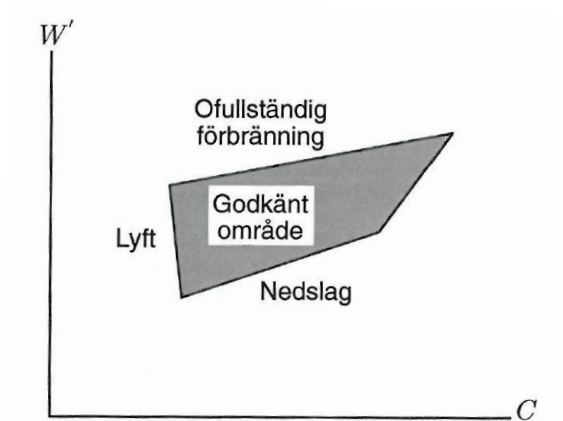 W′
Ofullständig
förbränning
Godkänt
område
Lyft
Nedslag
C